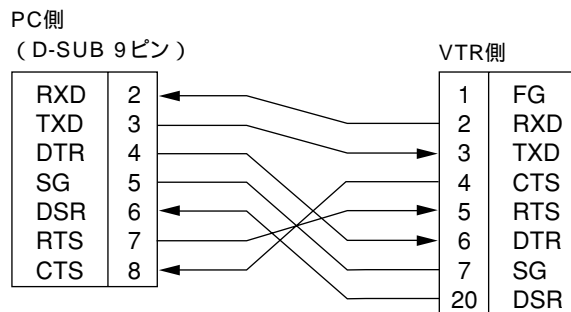 PC側
(D-SUB 9ピン)
VTR側
RXD 2
TXD 3
DTR 4
SG 5
DSR 6
RTS 7
CTS 8
1 FG
2 RXD
3 TXD
4 CTS
5 RTS
6 DTR
7 SG
20 DSR